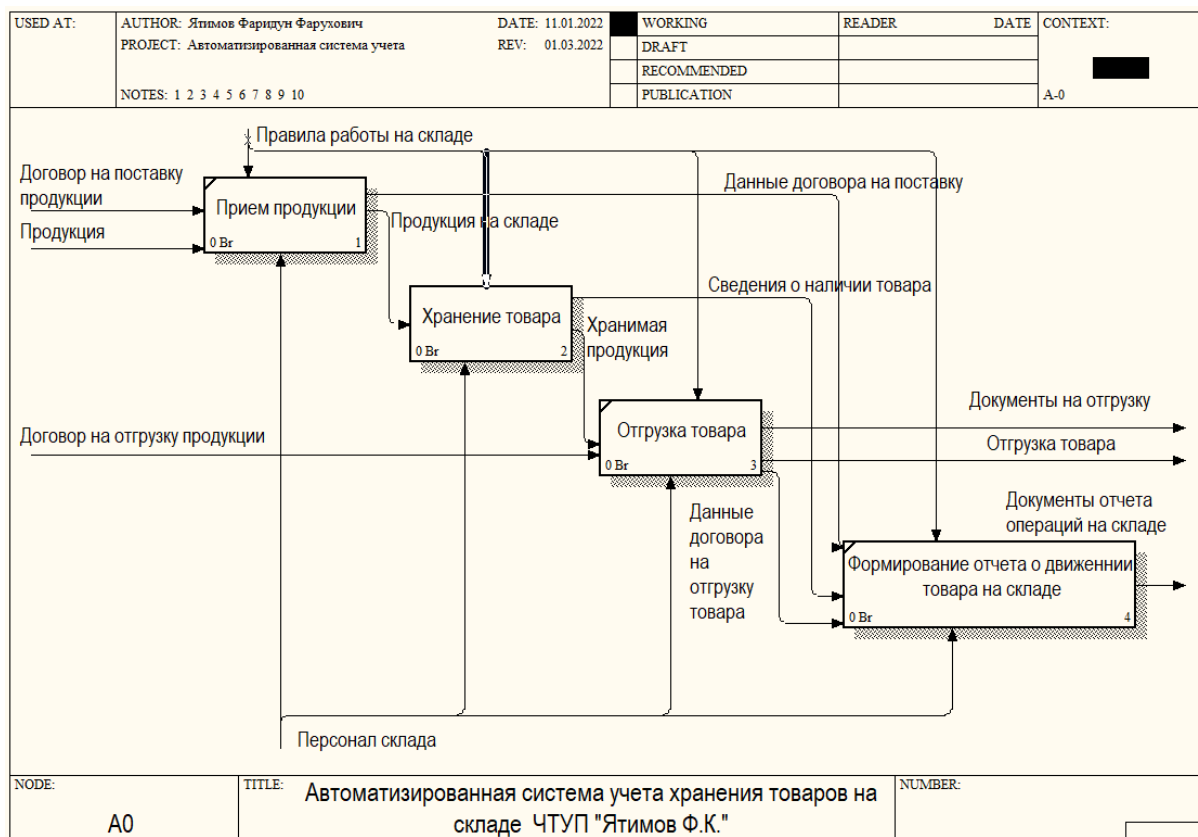 USED AT:
AUTHOR: Ятимов Фаридун Фарухович
DATE: 11.01.2022
PROJECT: Автоматизированная система учета
REV: 01.03.2022
NOTES: 1 2 3 4 5 6 7 8 9 10
WORKING
DRAFT
RECOMMENDED
PUBLICATION
READER
DATE
CONTEXT:
A-0
Правила работы на складе
Договор на поставку
продукции
Продукция
Прием продукции
0 Br
1
Данные договора на поставку
Продукция на складе
Сведения о наличии товара
Хранение товара
0 Br
2
Хранимая
продукция
Договор на отгрузку продукции
Отгрузка товара
0 Br
3
Документы на отгрузку
Отгрузка товара
Данные
договора
на
отгрузку
товара
Документы отчета
операций на складе
Формирование отчета о движеннии
товара на складе
0 Br
4
Персонал склада
NODE:
A0
TITLE:
Автоматизированная система учета хранения товаров на
складе ЧТУП "Ятимов Ф.К."
NUMBER: